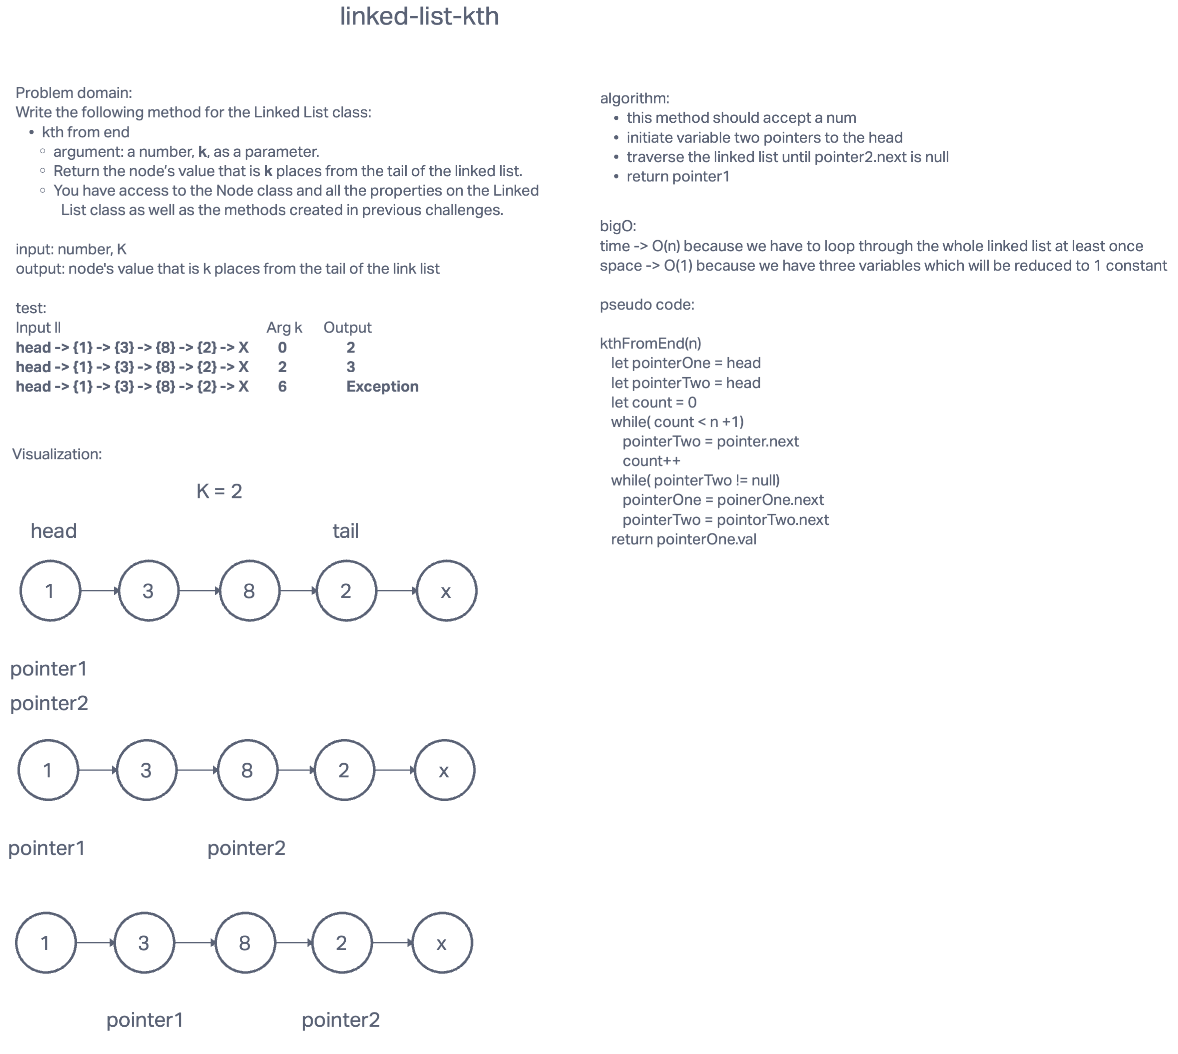 linked-list-kth
Problem domain:
Write the following method for the Linked List class:
• kth from end
◦ argument: a number, k, as a parameter.
◦ Return the node's value that is k places from the tail of the linked list.
◦ You have access to the Node class and all the properties on the Linked
List class as well as the methods created in previous challenges.
input: number, K
output: node's value that is k places from the tail of the link list
test:
Input ll Arg k Output
head -> {1} -> {3} -> {8} -> {2} -> X 0 2
head -> {1} -> {3} -> {8} -> {2} -> X 2 3
head -> {1} -> {3} -> {8} -> {2} -> X 6 Exception
Visualization:
K = 2
head tail
1 3 8 2 x
pointer1
pointer2
1 3 8 2 x
pointer1 pointer2
1 3 8 2 x
pointer1 pointer2
algorithm:
• this method should accept a num
• initiate variable two pointers to the head
• traverse the linked list until pointer2.next is null
• return pointer1
bigO:
time -> O(n) because we have to loop through the whole linked list at least once
space -> O(1) because we have three variables which will be reduced to 1 constant
pseudo code:
kthFromEnd(n)
let pointerOne = head
let pointerTwo = head
let count = 0
while( count < n +1)
pointerTwo = pointer.next
count++
while( pointerTwo != null)
pointerOne = poinerOne.next
pointerTwo = pointorTwo.next
return pointerOne.val